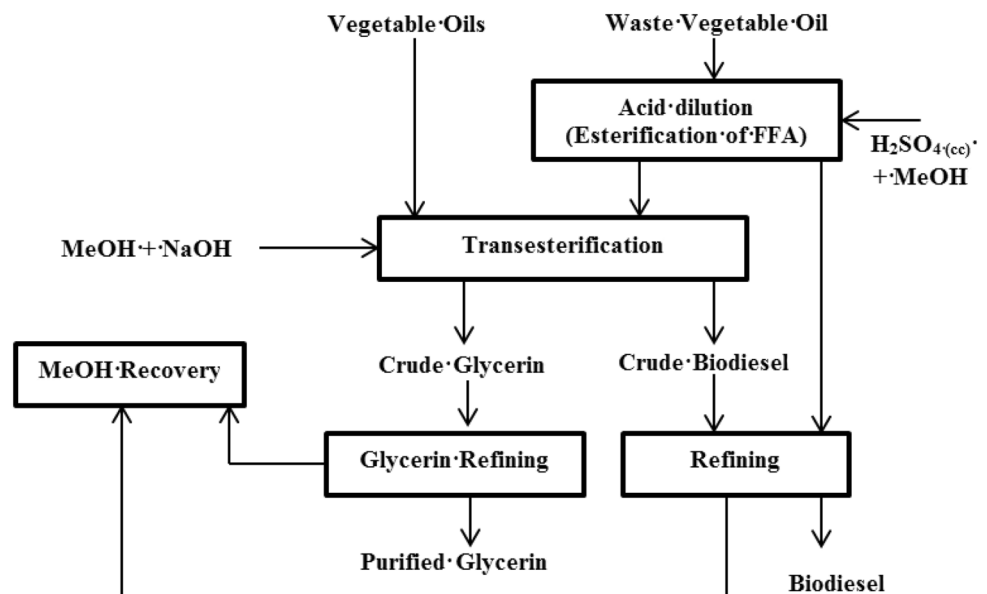 Vegetable·Oils
Waste·Vegetable·Oil
Acid·dilution
(Esterification·of·FFA)
H₂SO₄·(cc)·
+·MeOH
MeOH·+·NaOH
Transesterification
MeOH·Recovery
Crude·Glycerin
Crude·Biodiesel
Glycerin·Refining
Refining
Purified·Glycerin
Biodiesel